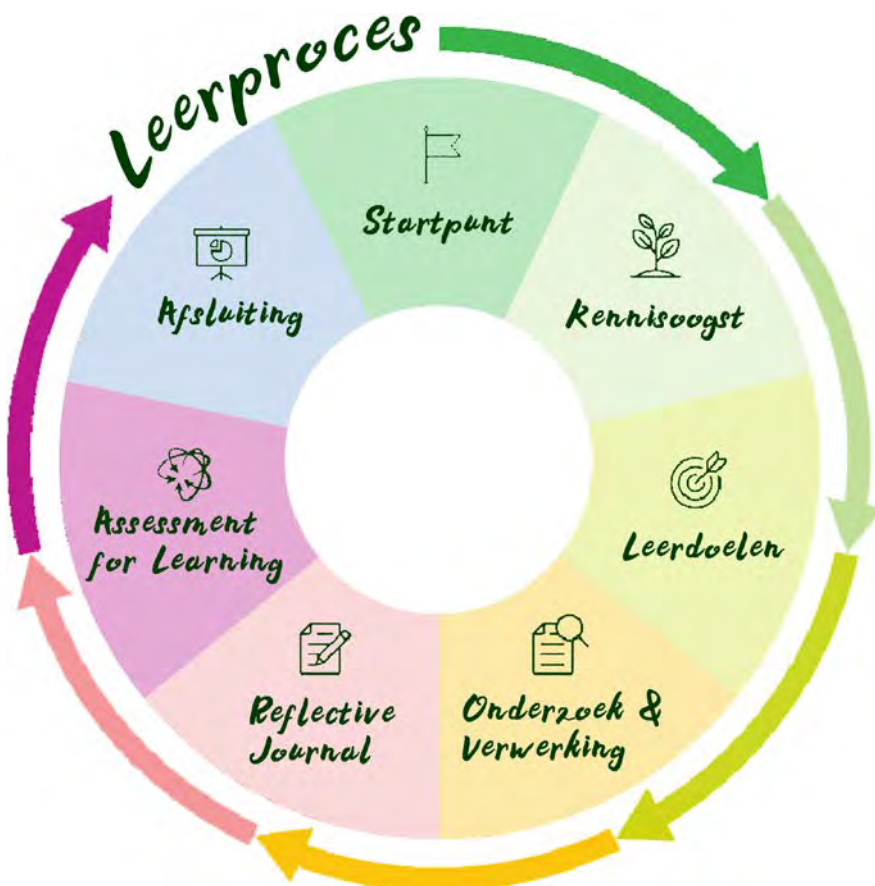 Leerproces
Startpunt
Kennisoogst
Leerdoelen
Onderzoek &
Verwerking
Reflective
Journal
Assessment
for Learning
Afsluiting